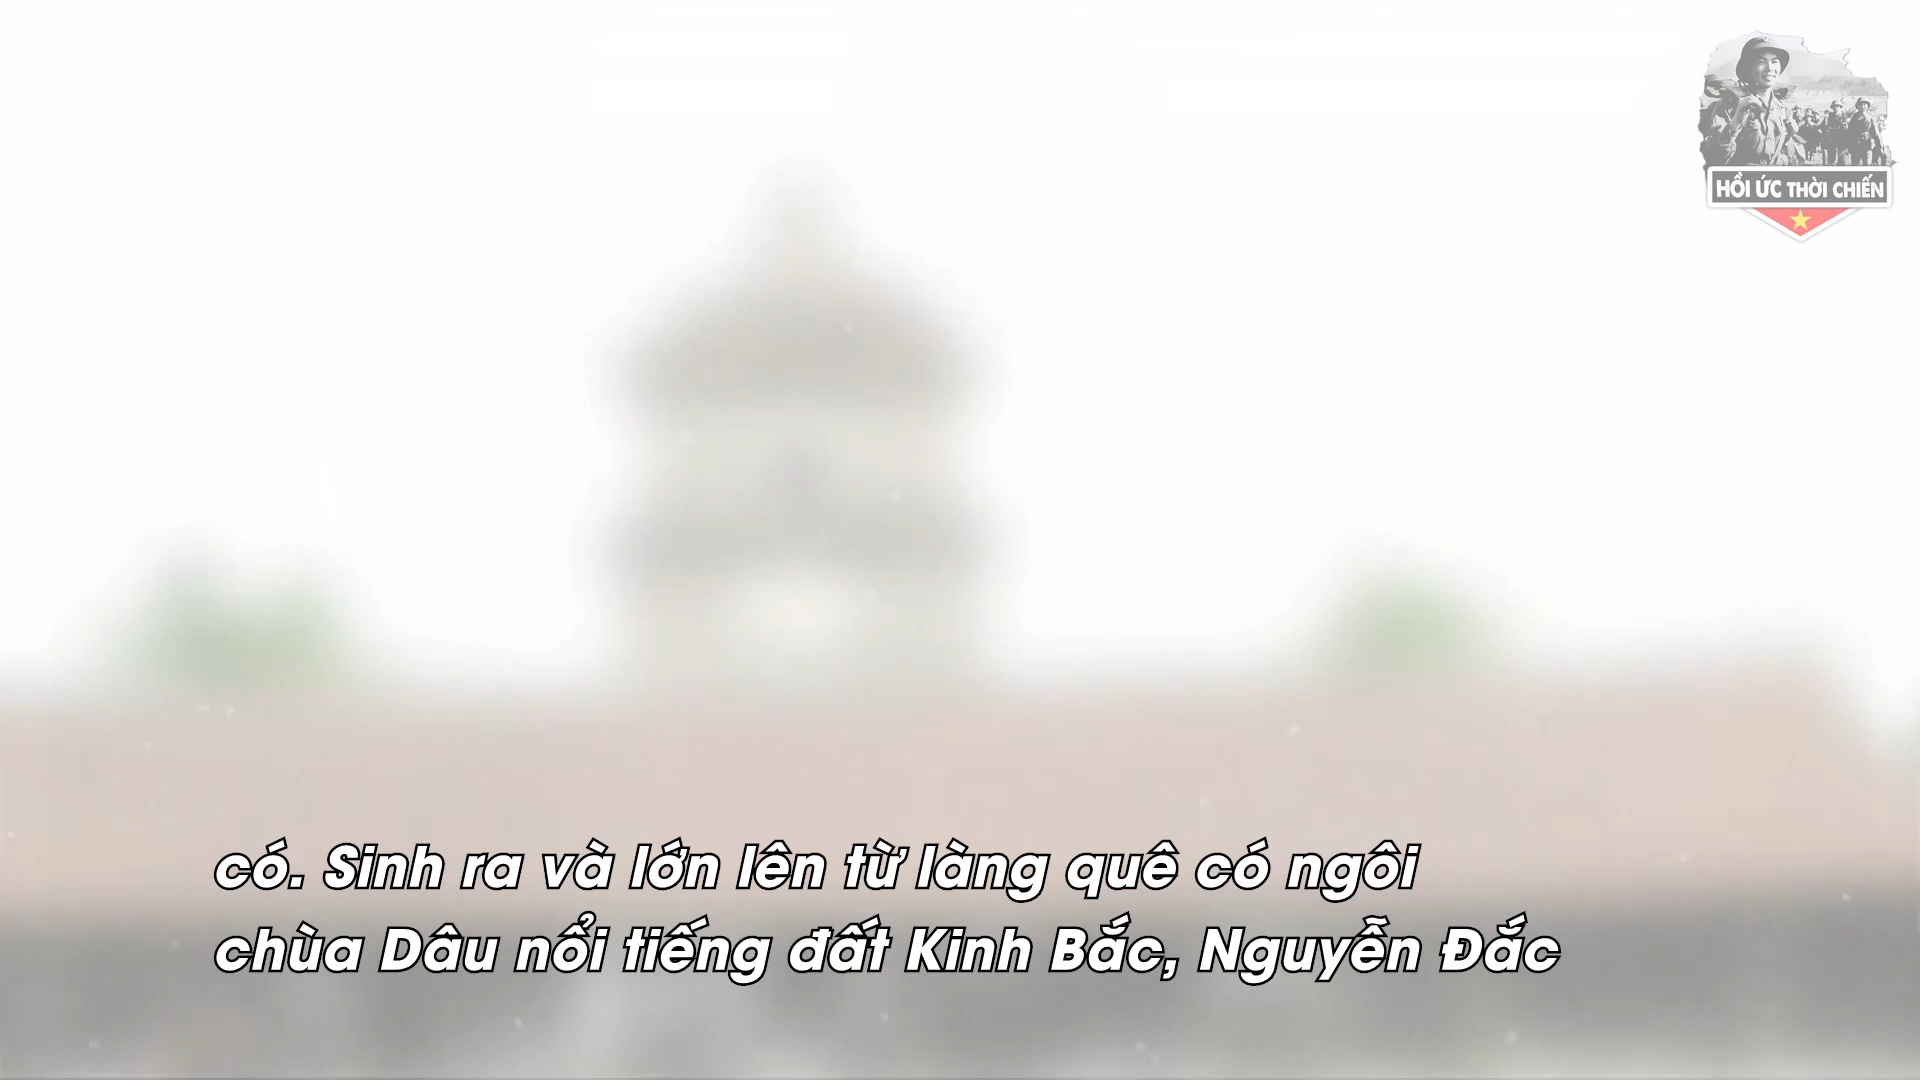 HỒI ỨC THỜI CHIẾN
có. Sinh ra và lớn lên từ làng quê có ngôi
chùa Dâu nổi tiếng đất Kinh Bắc, Nguyễn Đắc